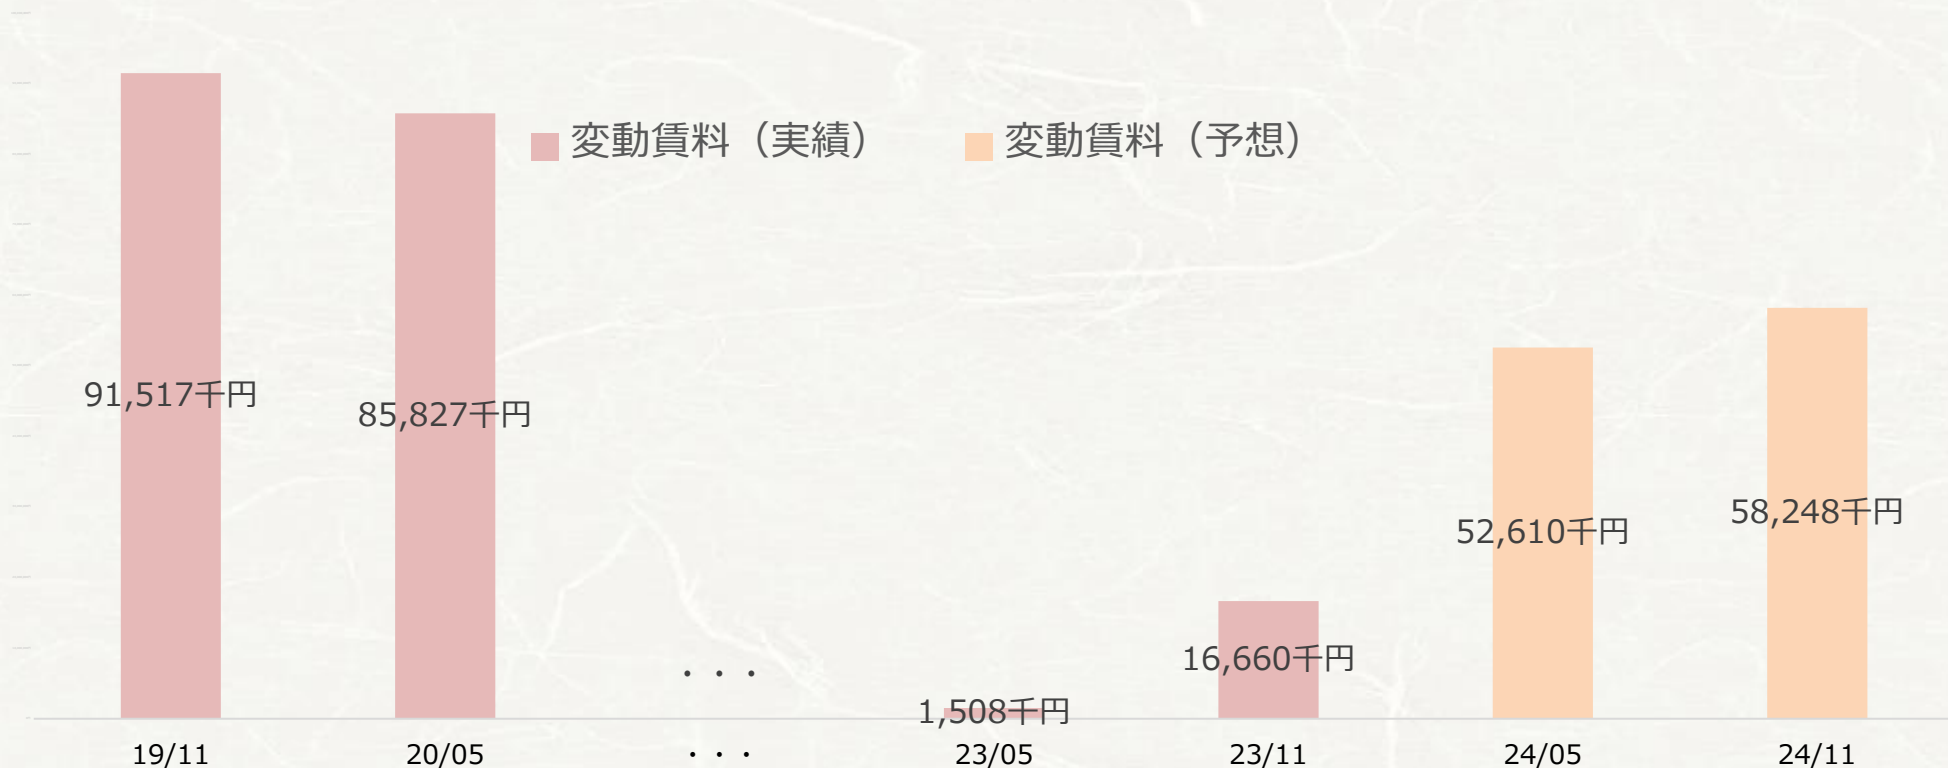 変動賃料（実績）
変動賃料（予想）
91,517千円
85,827千円
・・・
1,508千円
16,660千円
52,610千円
58,248千円
19/11
20/05
・・・
23/05
23/11
24/05
24/11